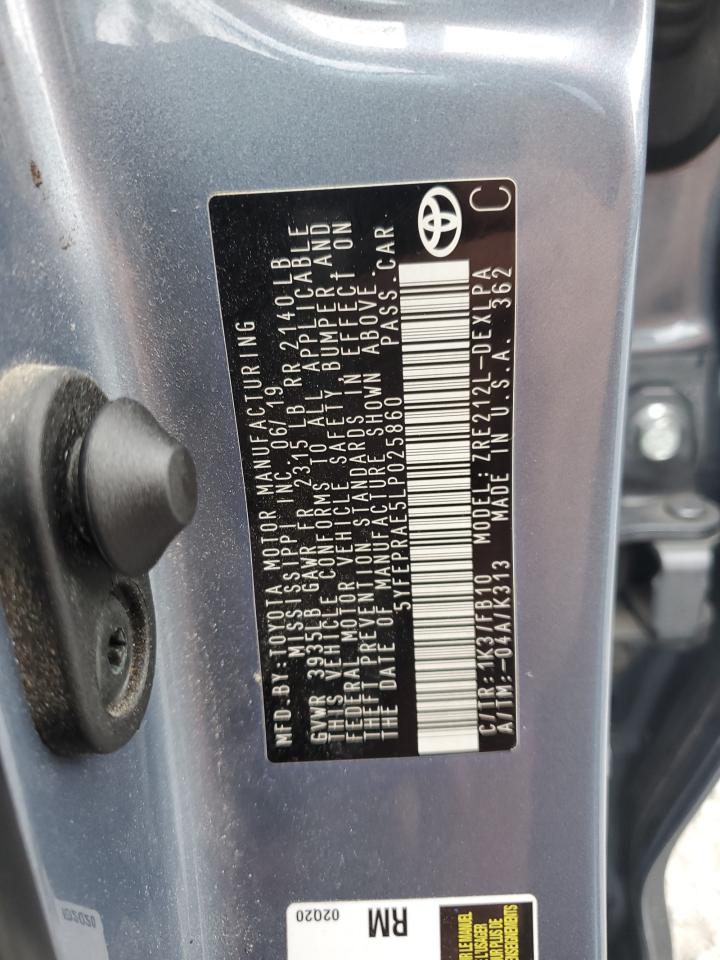 MFD.BY:TOYOTA MOTOR MANUFACTURING
MISSISSIPPI INC.06/19
GVWR 3935LB GAWR FR 2315 LB RR 2140 LB
THIS VEHICLE CONFORMS TO ALL APPLICABLE
FEDERAL MOTOR VEHICLE SAFETY BUMPER AND
THEFT PREVENTION STANDARDS IN EFFECT ON
THE DATE OF MANUFACTURE SHOWN ABOVE.
5YFEPRAE5LP025860 PASS.CAR
C/TR:1K3/FB10 MODEL:ZRE212L-DEXLPA
A/TM:-04A/K313 MADE IN U.S.A. 362
C
RM
02Q20